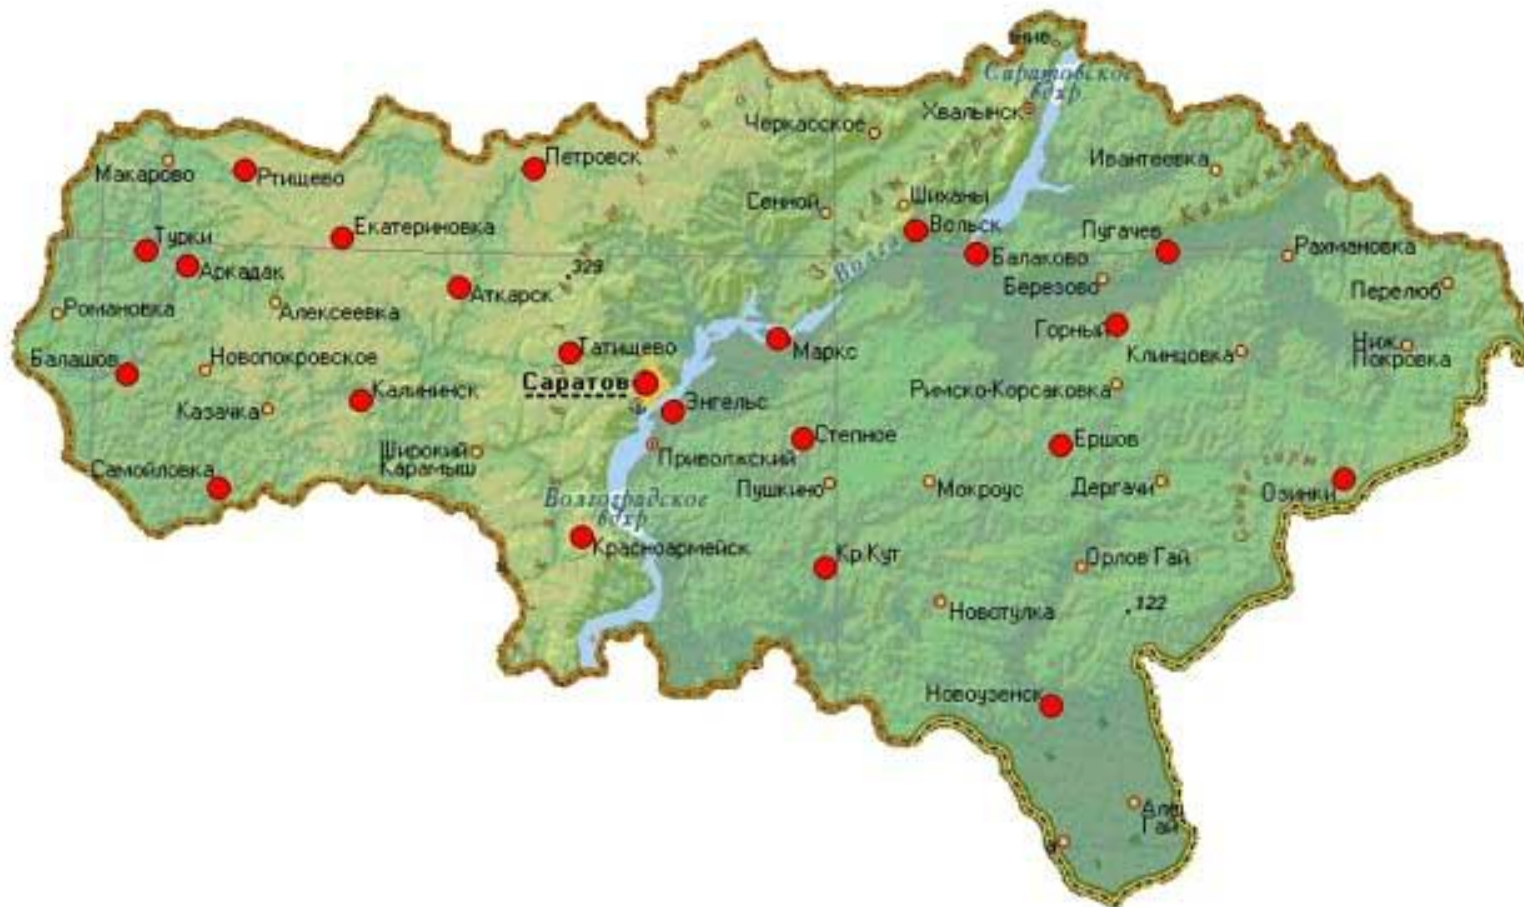 Саратовское
вдхр
Хвалынск
Черкасское
Ивантеевка
Петровск
Макарово
Ртищево
Сенной
Шиханы
Вольск
Турки
Екатериновка
Пугачев
Рахмановка
Балаково
Аркадак
329
Березово
Перелюб
Аткарск
Романовка
Алексеевка
Горный
Татищево
Маркс
Клинцовка
Ниж
Покровка
Балашов
Новопокровское
Саратов
Римско-Корсаковка
Калининск
Энгельс
Казачка
Степное
Ершов
Широкий
Карамыш
Приволжский
Самойловка
Пушкино
Мокроус
Дергачи
Озинки
Волгоградское
вдхр
Красноармейск
Кр.Кут
Орлов Гай
Новотулка
122
Новоузенск
Гай